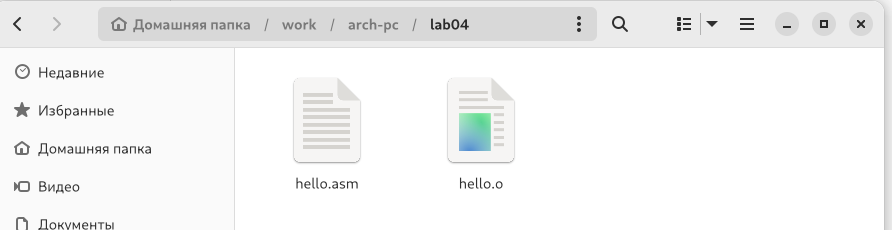 Домашняя папка / work / arch-pc / lab04
Недавние
Избранные
Домашняя папка
Видео
Документы
hello.asm
hello.o